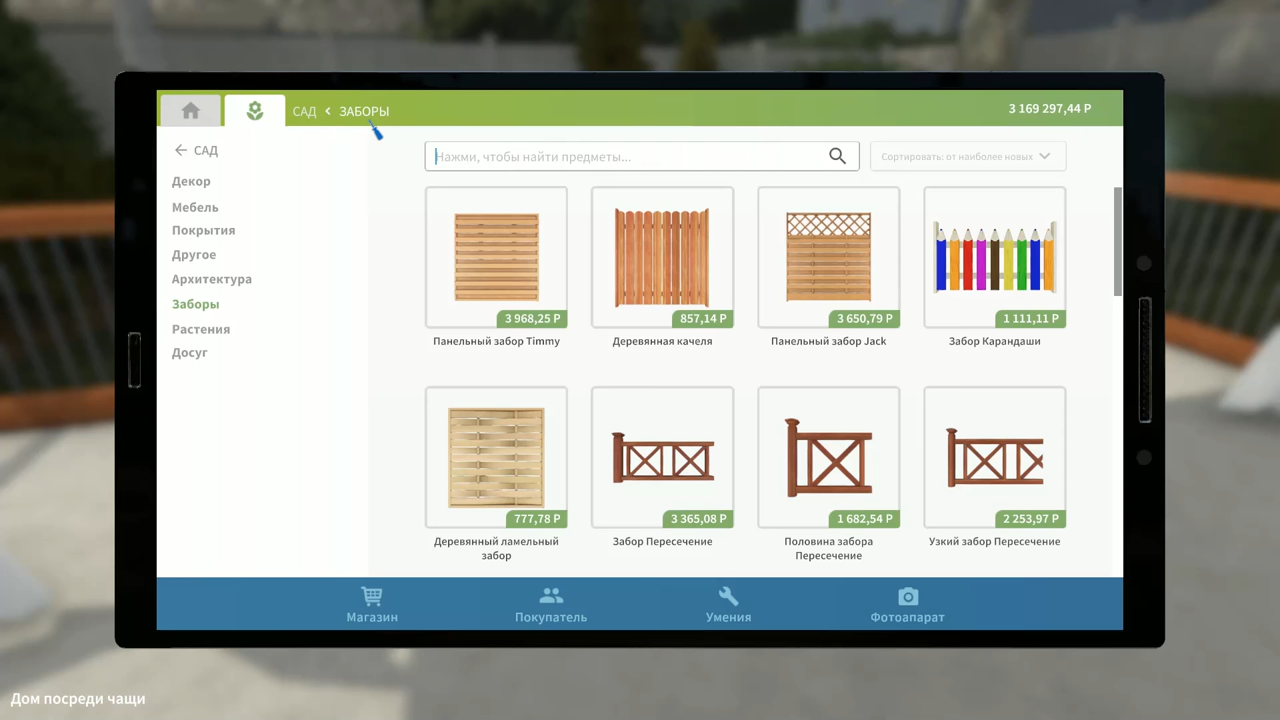 САД < ЗАБОРЫ
3 169 297,44 Р
САД
Декор
Мебель
Покрытия
Другое
Архитектура
Заборы
Растения
Досуг
Нажми, чтобы найти предметы...
Сортировать: от наиболее новых
3 968,25 Р
857,14 Р
3 650,79 Р
1 111,11 Р
Панельный забор Timmy
Деревянная качеля
Панельный забор Jack
Забор Карандаши
777,78 Р
3 365,08 Р
1 682,54 Р
2 253,97 Р
Деревянный ламельный
забор
Забор Пересечение
Половина забора
Пересечение
Узкий забор Пересечение
Магазин
Покупатель
Умения
Фотоапарат
Дом посреди чащи